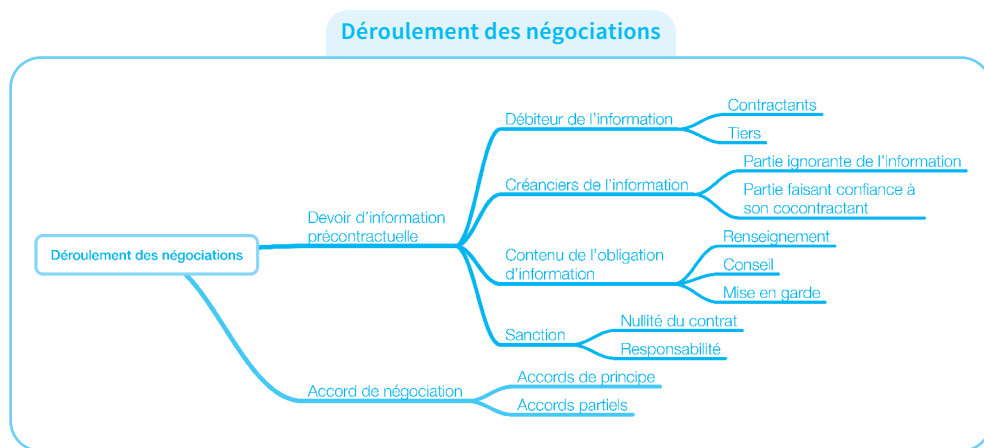 Déroulement des négociations
Déroulement des négociations
Devoir d'information
précontractuelle
Débiteur de l'information
Contractants
Tiers
Créanciers de l'information
Partie ignorante de l'information
Partie faisant confiance à
son cocontractant
Contenu de l'obligation
d'information
Renseignement
Conseil
Mise en garde
Sanction
Nullité du contrat
Responsabilité
Accord de négociation
Accords de principe
Accords partiels